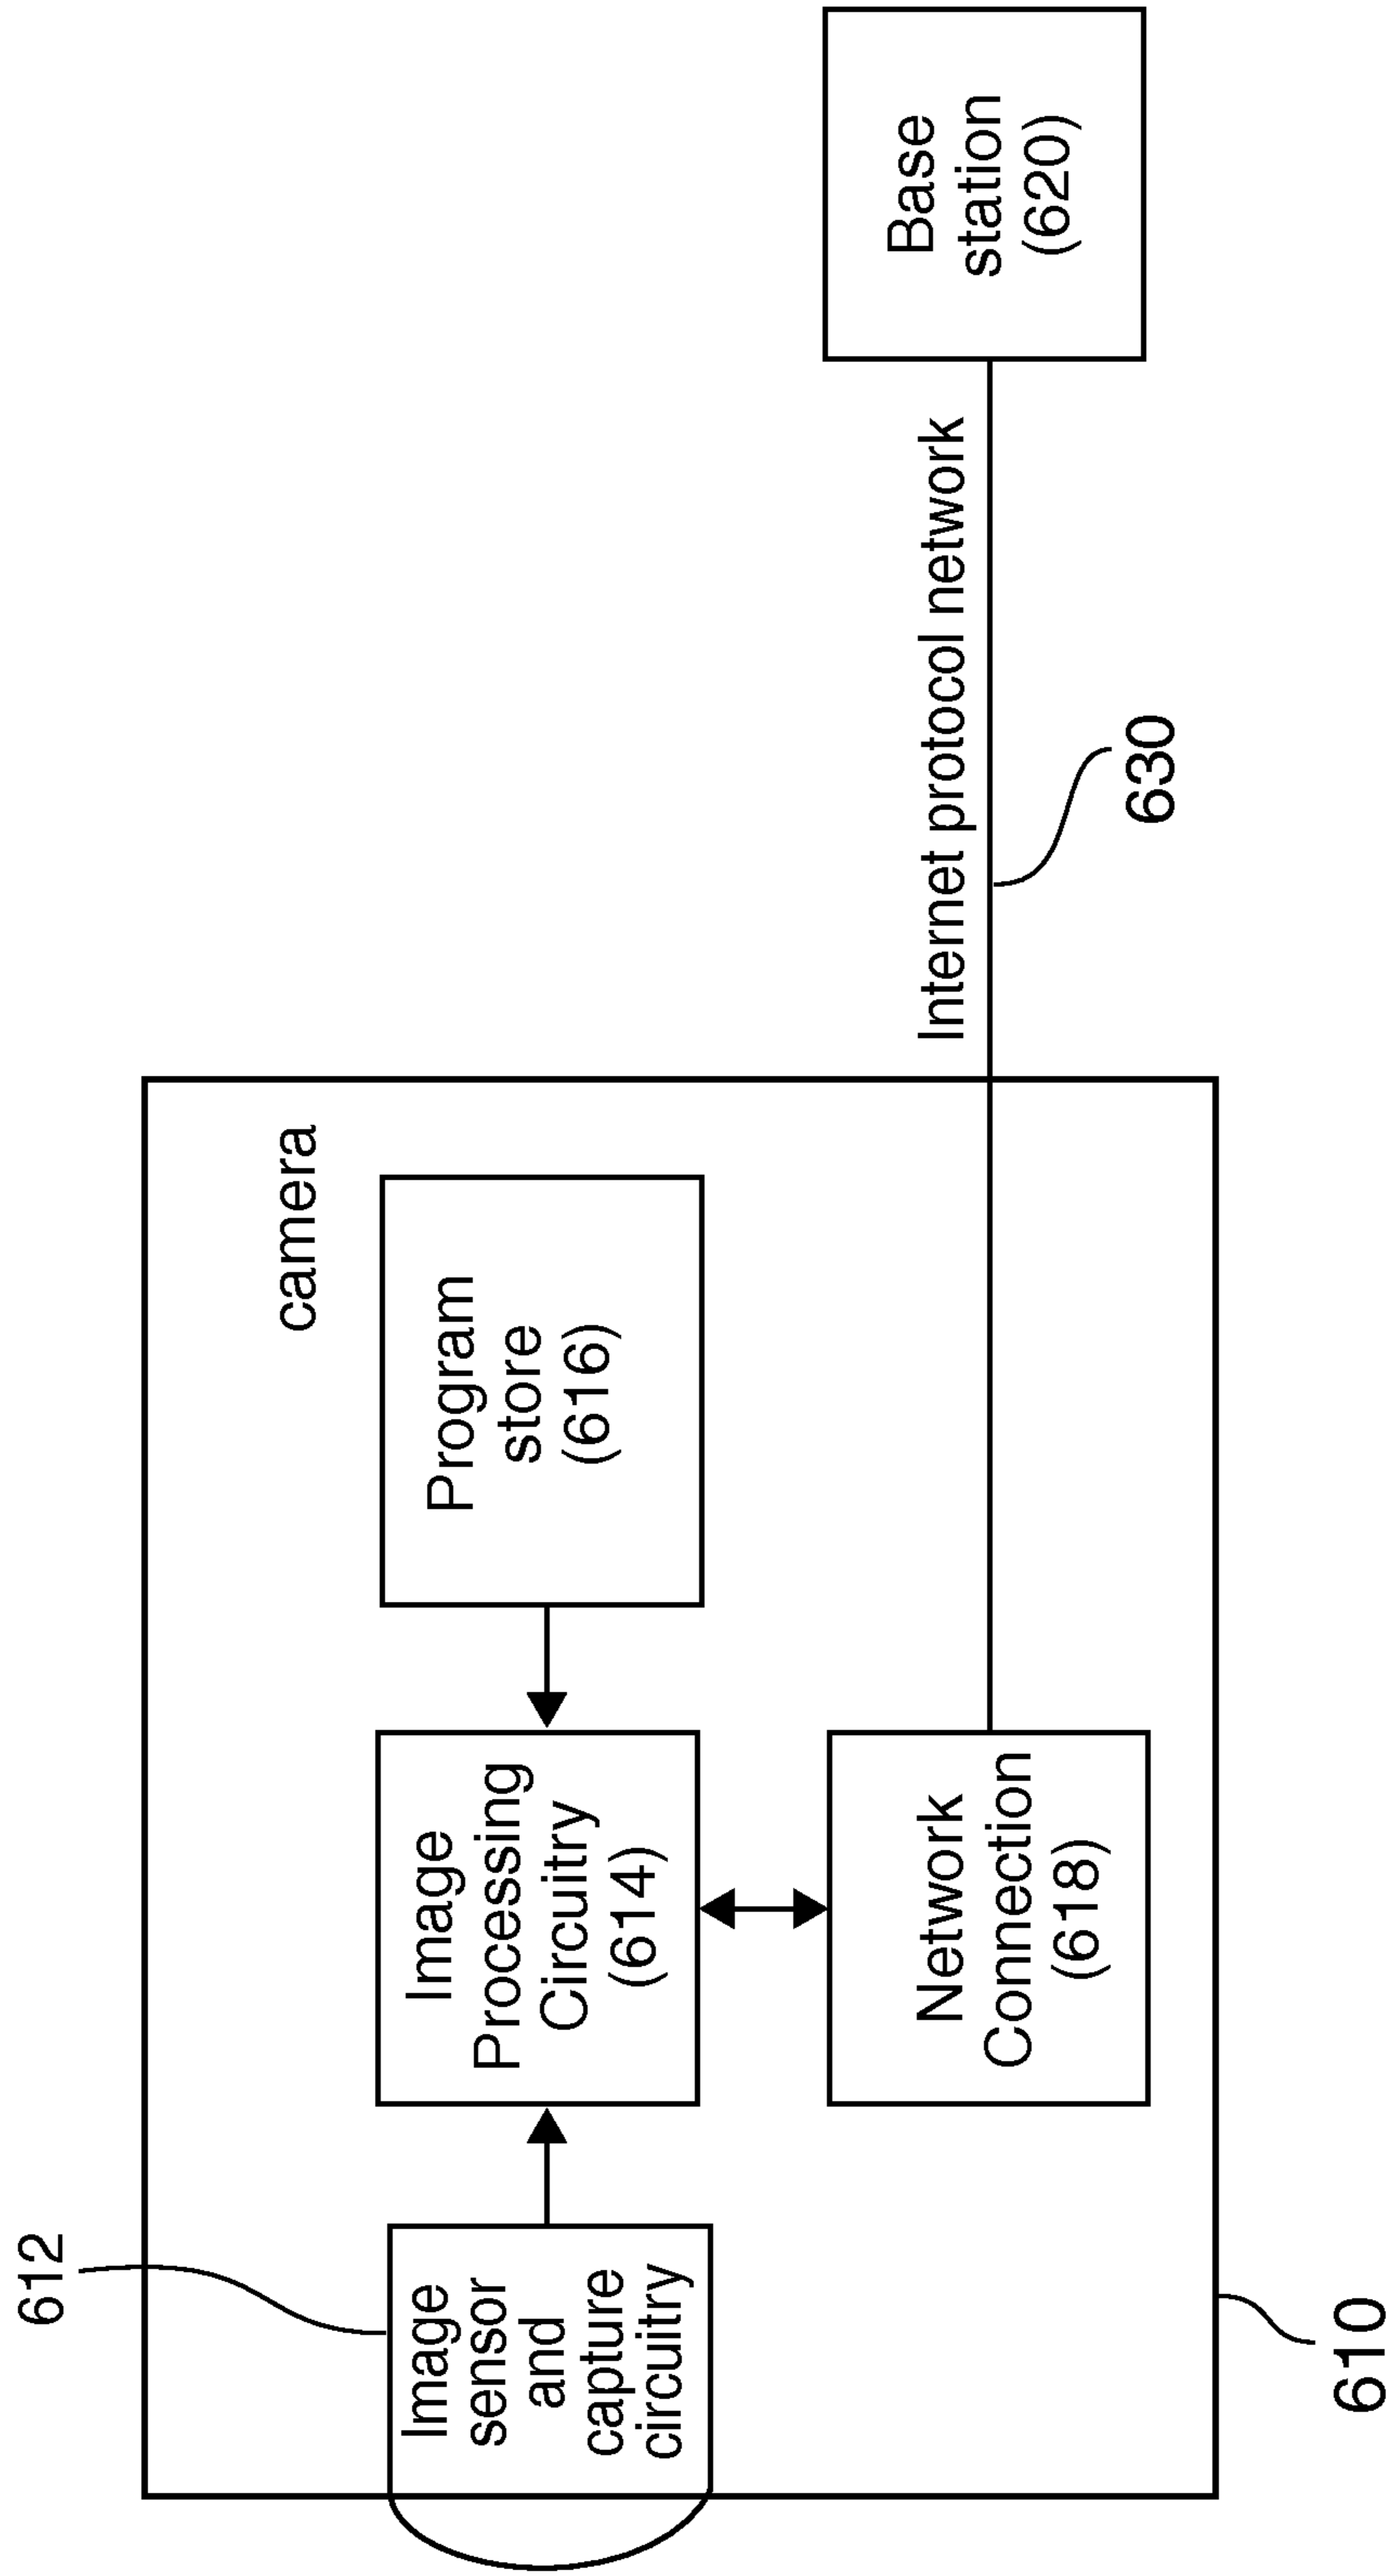 612
camera
Image
sensor
and
capture
circuitry
Image
Processing
Circuitry
(614)
Program
store
(616)
Network
Connection
(618)
Internet protocol network
630
Base
station
(620)
610